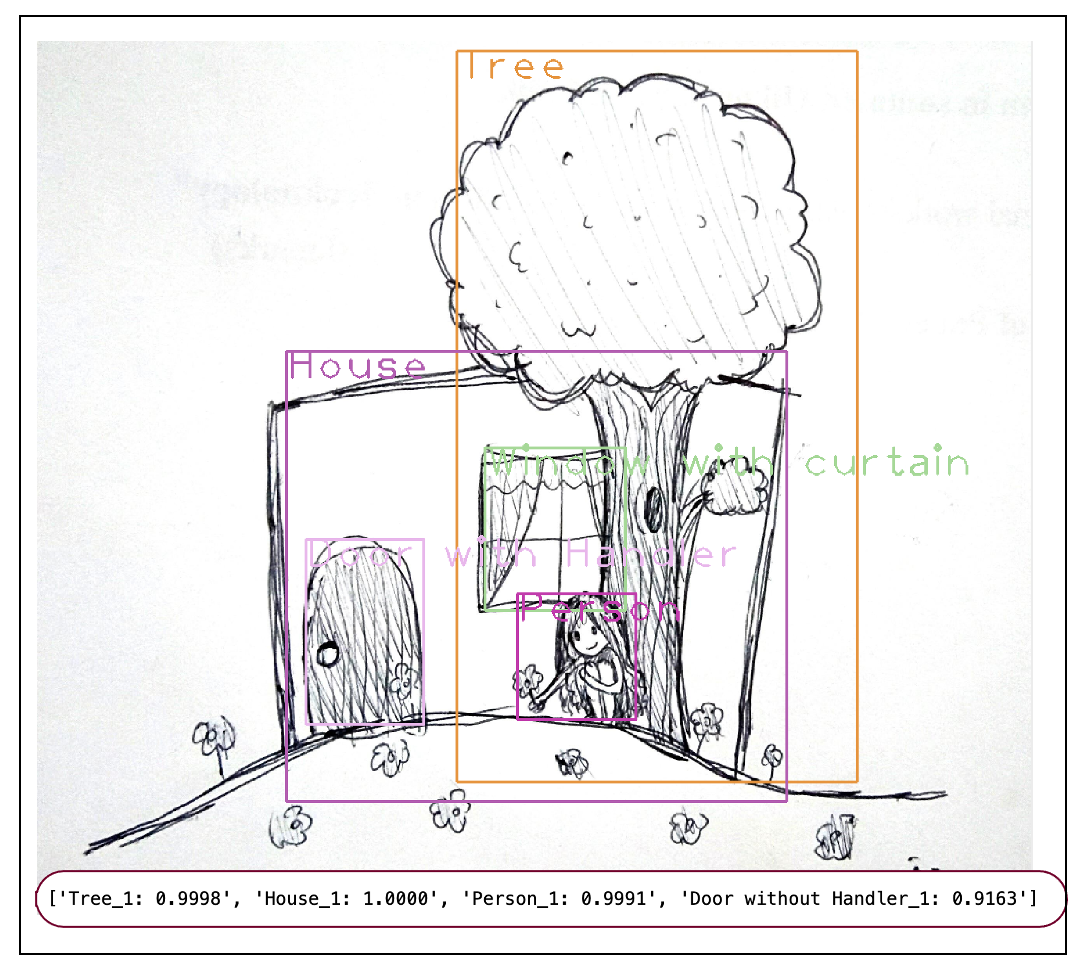 Tree
House
Window with curtain
Door with Handler
Person
['Tree_1: 0.9998', 'House_1: 1.0000', 'Person_1: 0.9991', 'Door without Handler_1: 0.9163']